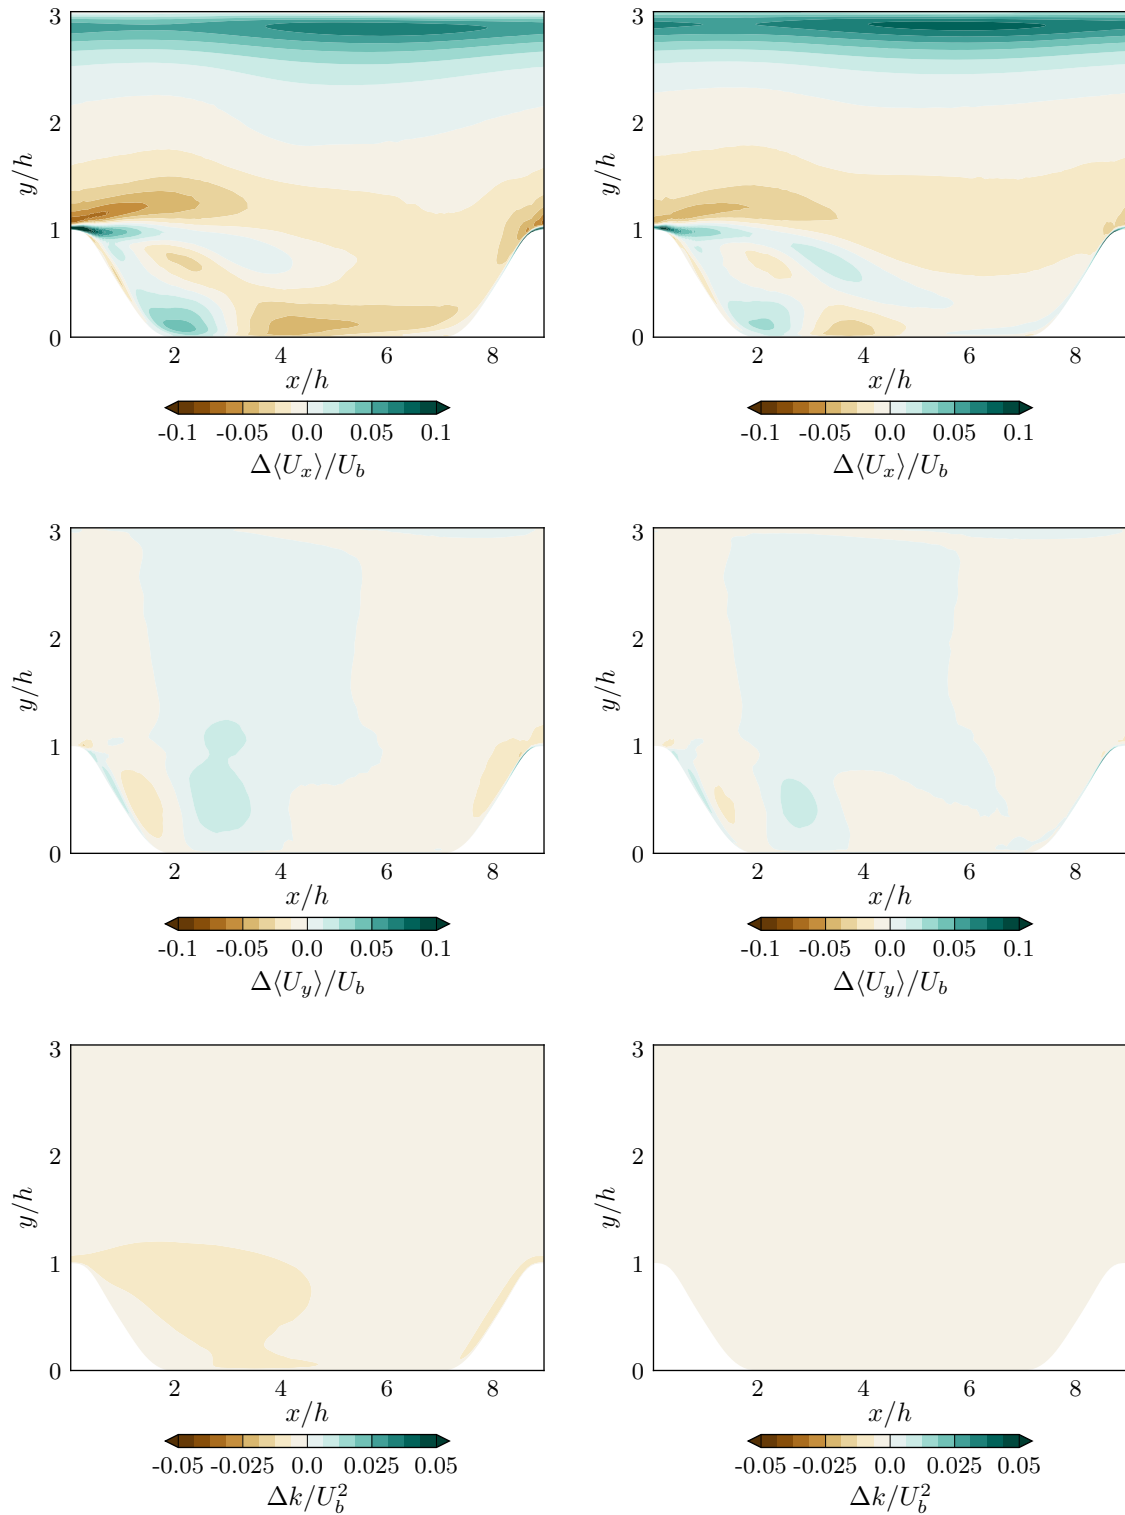 3 3
2 2
y/h y/h
1 1
0 0
2 4 6 8 2 4 6 8
x/h x/h
-0.1 -0.05 0.0 0.05 0.1 -0.1 -0.05 0.0 0.05 0.1
Δ⟨U_x⟩/U_b Δ⟨U_x⟩/U_b
3 3
2 2
y/h y/h
1 1
0 0
2 4 6 8 2 4 6 8
x/h x/h
-0.1 -0.05 0.0 0.05 0.1 -0.1 -0.05 0.0 0.05 0.1
Δ⟨U_y⟩/U_b Δ⟨U_y⟩/U_b
3 3
2 2
y/h y/h
1 1
0 0
2 4 6 8 2 4 6 8
x/h x/h
-0.05 -0.025 0.0 0.025 0.05 -0.05 -0.025 0.0 0.025 0.05
Δk/U_b^2 Δk/U_b^2